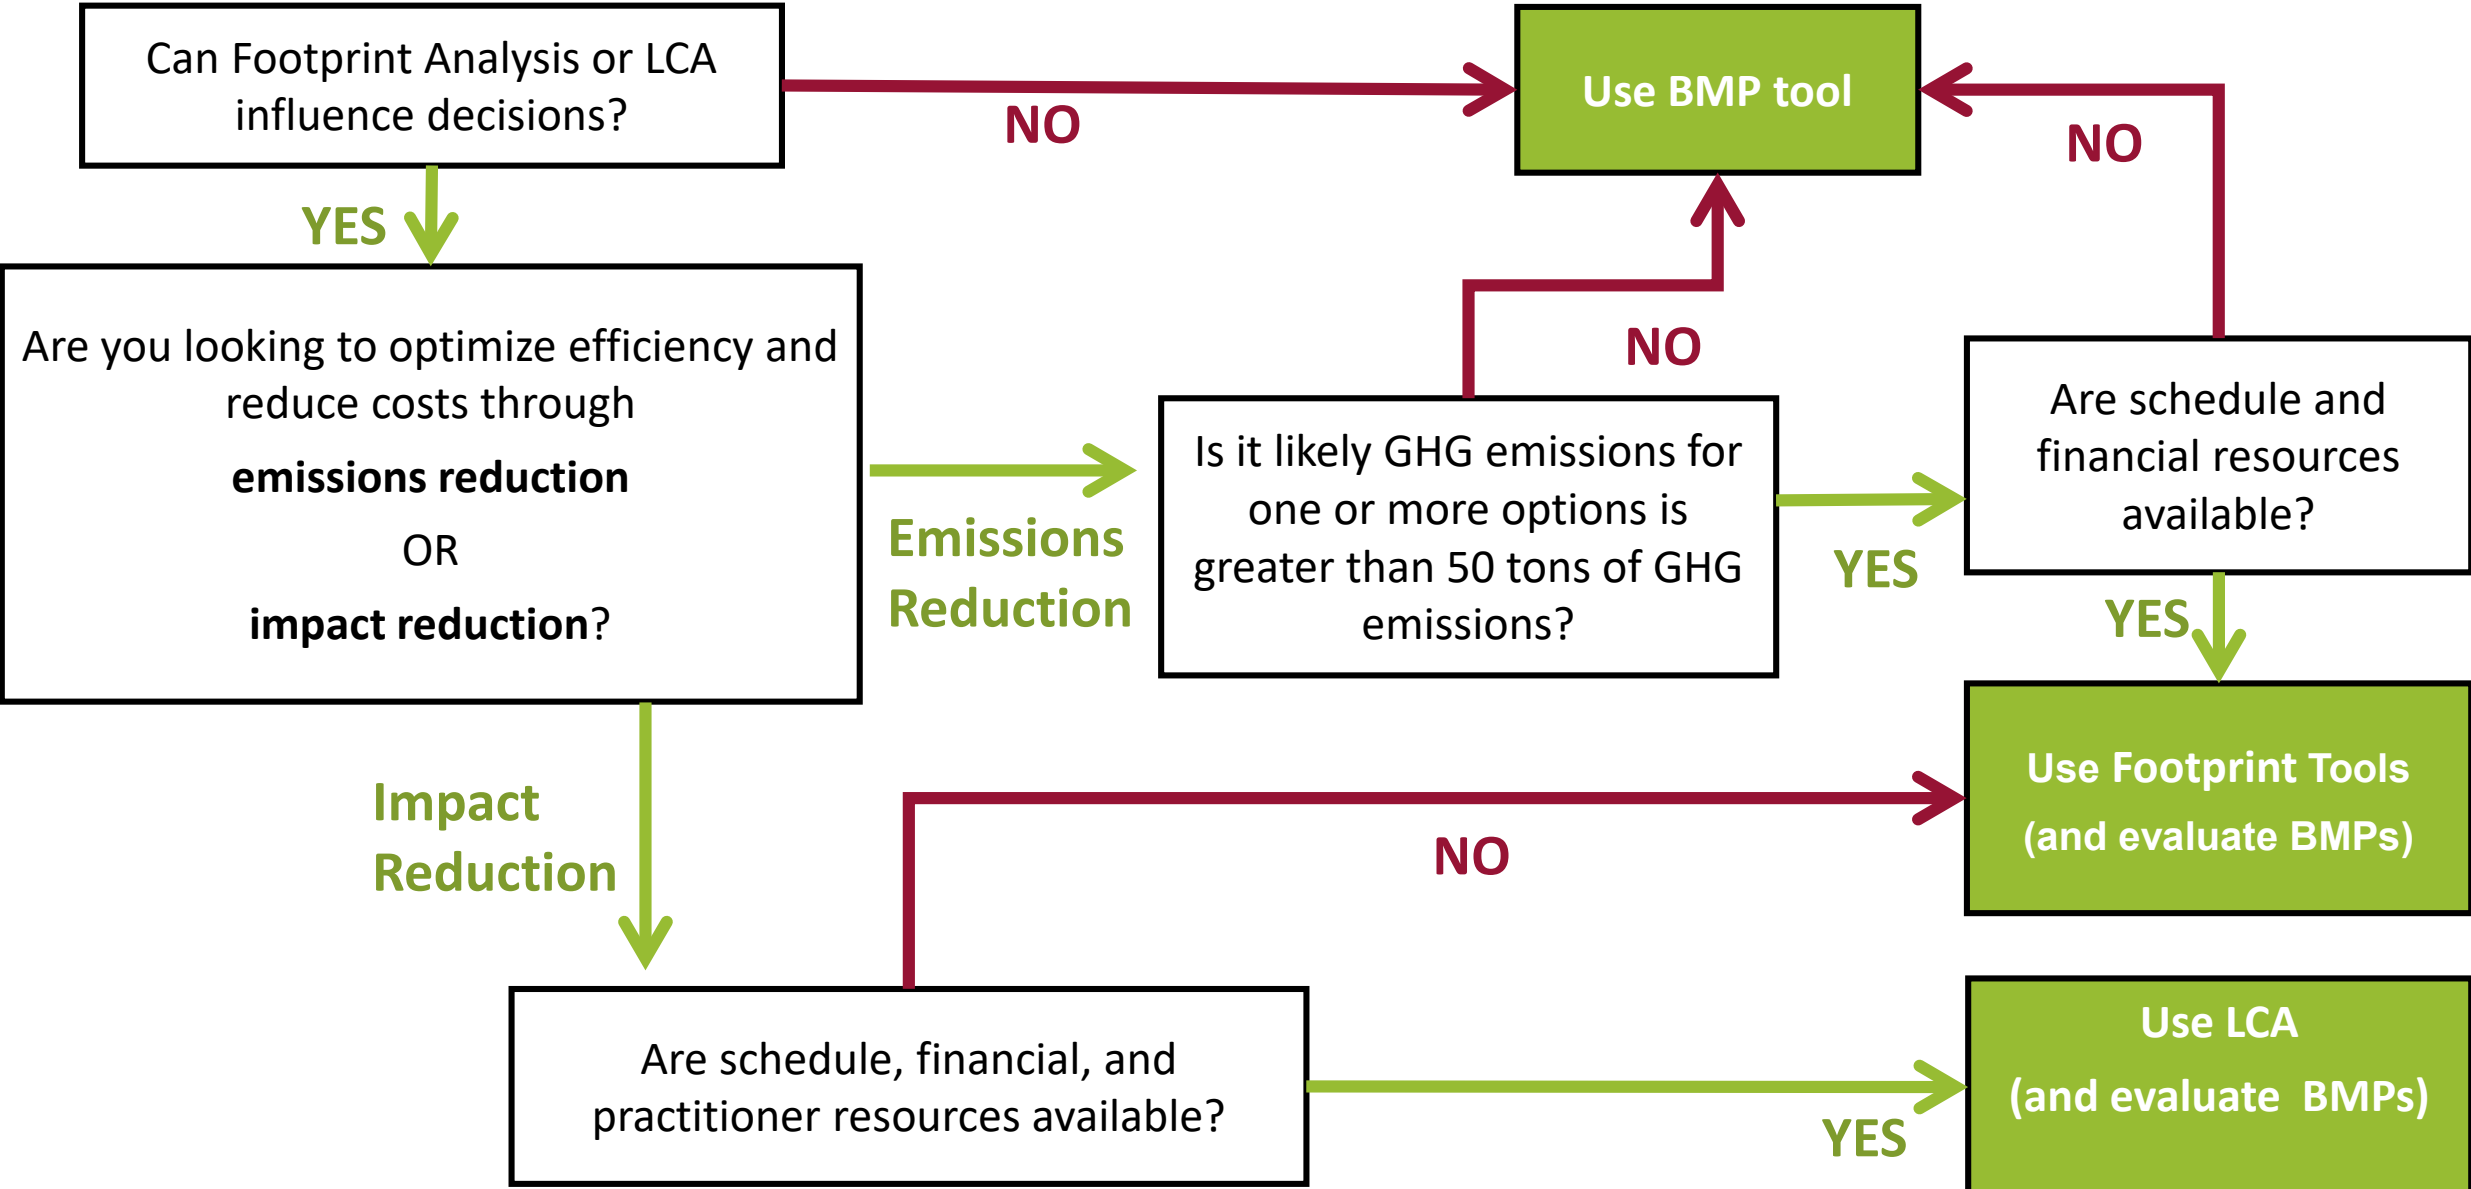 Can Footprint Analysis or LCA
influence decisions?
NO
Use BMP tool
NO
YES
Are you looking to optimize efficiency and
reduce costs through
emissions reduction
OR
impact reduction?
Emissions
Reduction
NO
Is it likely GHG emissions for
one or more options is
greater than 50 tons of GHG
emissions?
YES
Are schedule and
financial resources
available?
YES
Impact
Reduction
NO
Use Footprint Tools
(and evaluate BMPs)
Are schedule, financial, and
practitioner resources available?
YES
Use LCA
(and evaluate  BMPs)